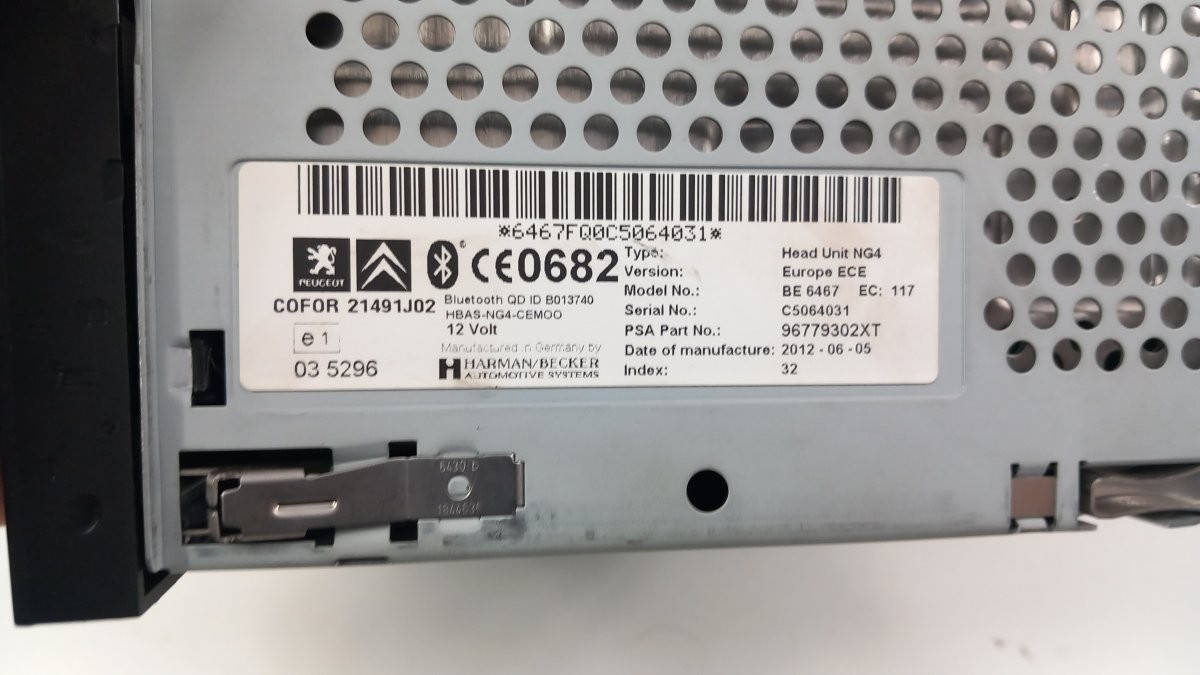 *6467FQ0C5064031*
PEUGEOT
CE0682
COFOR 21491J02
Bluetooth QD ID B013740
HBAS-NG4-CEMOO
12 Volt
e 1
03 5296
Manufactured in Germany by
HARMAN/BECKER
AUTOMOTIVE SYSTEMS
Type: Head Unit NG4
Version: Europe ECE
Model No.: BE 6467 EC: 117
Serial No.: C5064031
PSA Part No.: 96779302XT
Date of manufacture: 2012 - 06 - 05
Index: 32